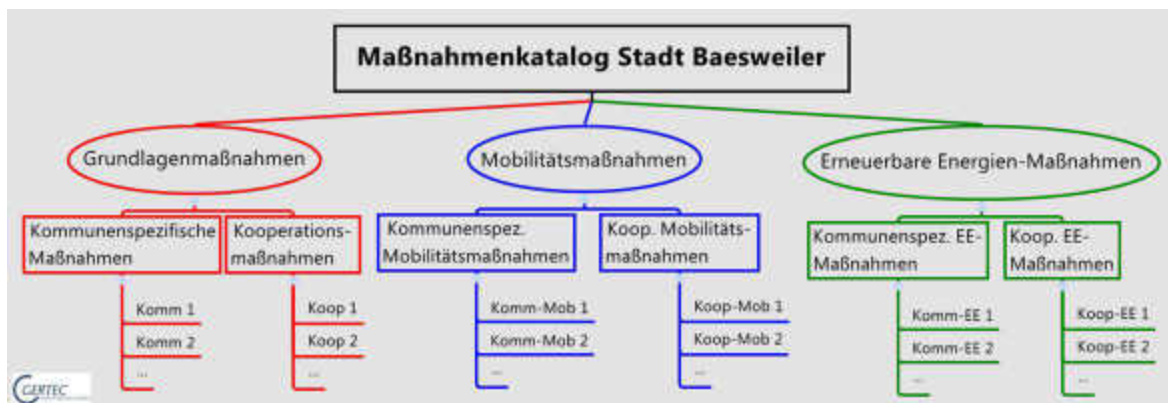 Maßnahmenkatalog Stadt Baesweiler
Grundlagenmaßnahmen
Mobilitätsmaßnahmen
Erneuerbare Energien-Maßnahmen
Kommunenspezifische
Maßnahmen
Kooperations-
maßnahmen
Kommunenspez.
Mobilitätsmaßnahmen
Koop. Mobilitäts-
maßnahmen
Kommunenspez. EE-
Maßnahmen
Koop. EE-
Maßnahmen
Komm 1
Komm 2
...
Koop 1
Koop 2
...
Komm-Mob 1
Komm-Mob 2
...
Koop-Mob 1
Koop-Mob 2
...
Komm-EE 1
Komm-EE 2
...
Koop-EE 1
Koop-EE 2
...
GERTEC